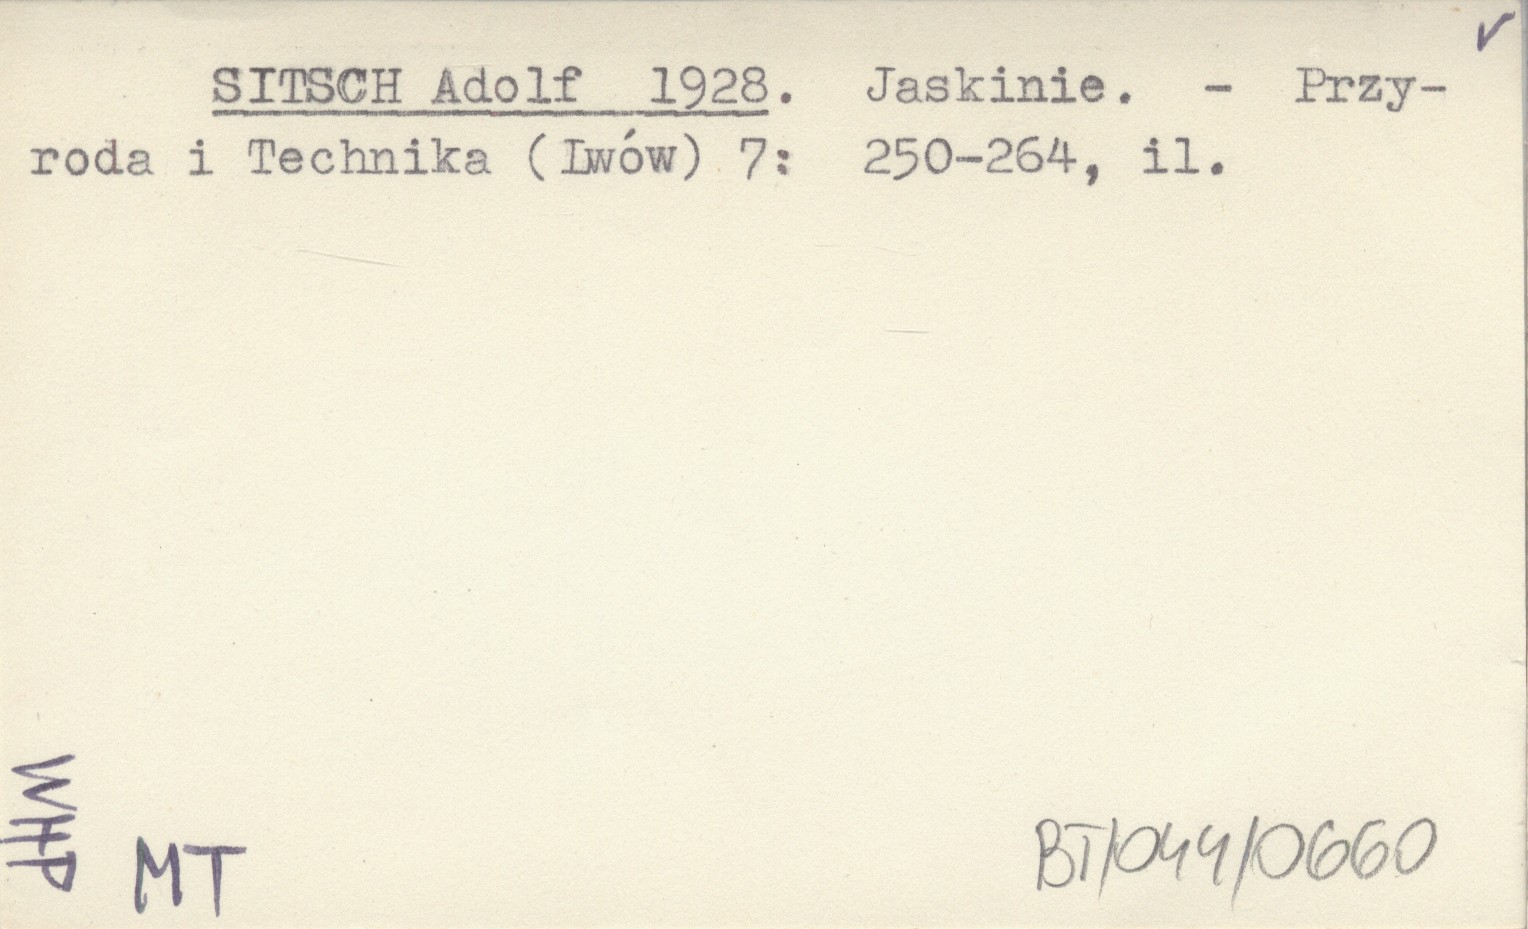 ✓
SITSCH Adolf 1928. Jaskinie. - Przy-
roda i Technika (Lwów) 7: 250-264, il.
WHP
MT
BT/044/0660